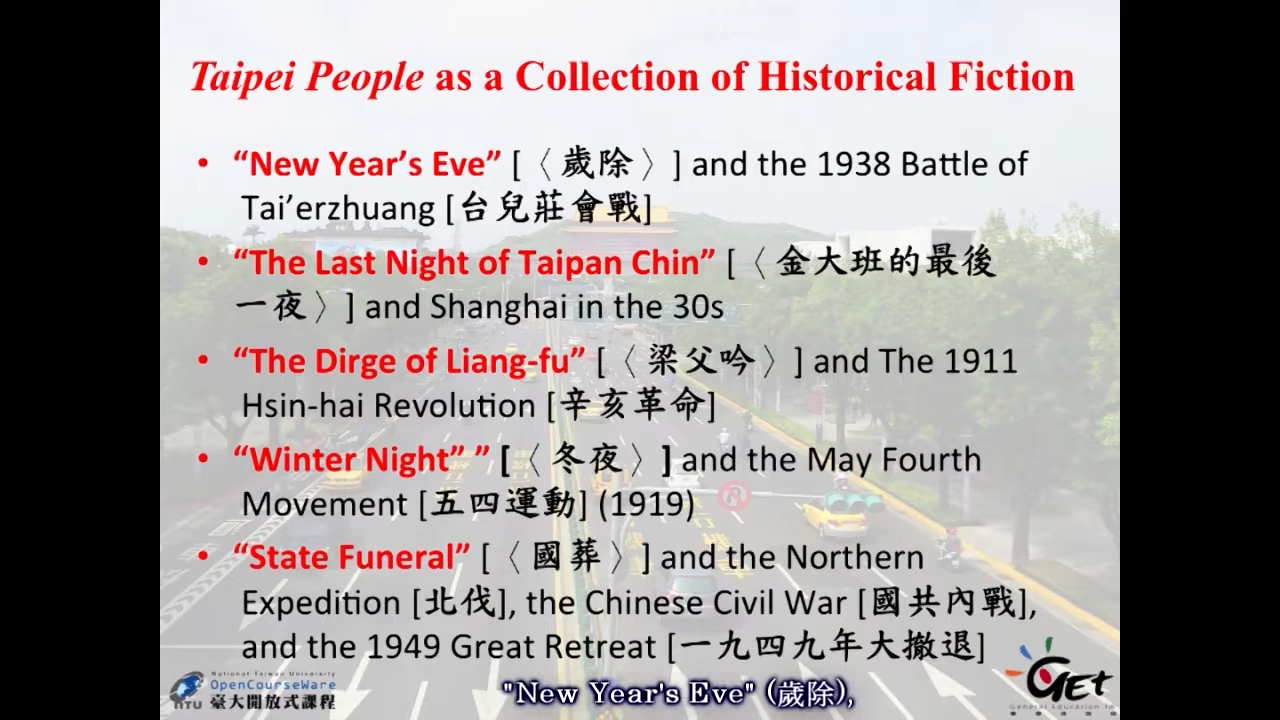 Taipei People as a Collection of Historical Fiction
• “New Year’s Eve” [〈歲除〉] and the 1938 Battle of
Tai’erzhuang [台兒莊會戰]
• “The Last Night of Taipan Chin” [〈金大班的最後
一夜〉] and Shanghai in the 30s
• “The Dirge of Liang-fu” [〈梁父吟〉] and The 1911
Hsin-hai Revolution [辛亥革命]
• “Winter Night” ” [〈冬夜〉] and the May Fourth
Movement [五四運動] (1919)
• “State Funeral” [〈國葬〉] and the Northern
Expedition [北伐], the Chinese Civil War [國共內戰],
and the 1949 Great Retreat [一九四九年大撤退]
National Taiwan University
OpenCourseWare
NTU 臺大開放式課程
"New Year's Eve" (歲除),
GET